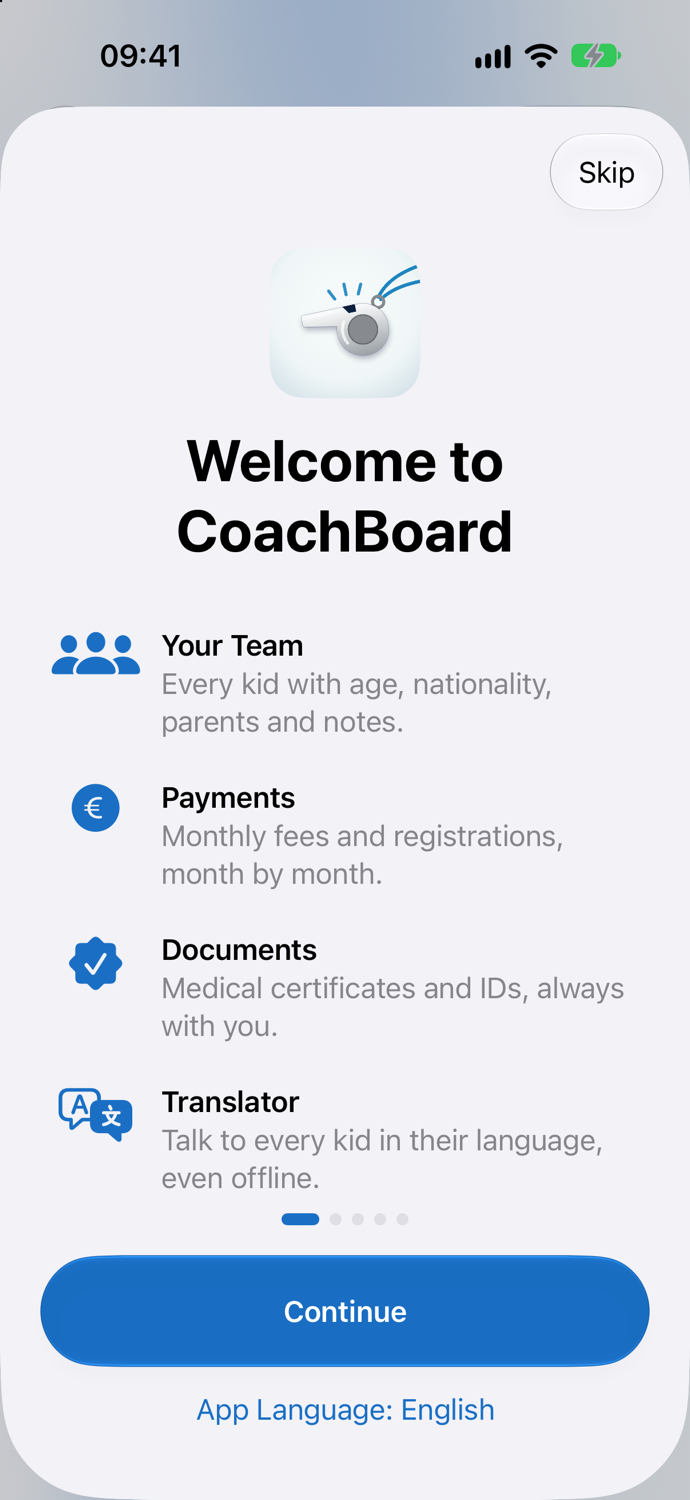 09:41
Skip
Welcome to
CoachBoard
Your Team
Every kid with age, nationality,
parents and notes.
€
Payments
Monthly fees and registrations,
month by month.
Documents
Medical certificates and IDs, always
with you.
A 文
Translator
Talk to every kid in their language,
even offline.
Continue
App Language: English